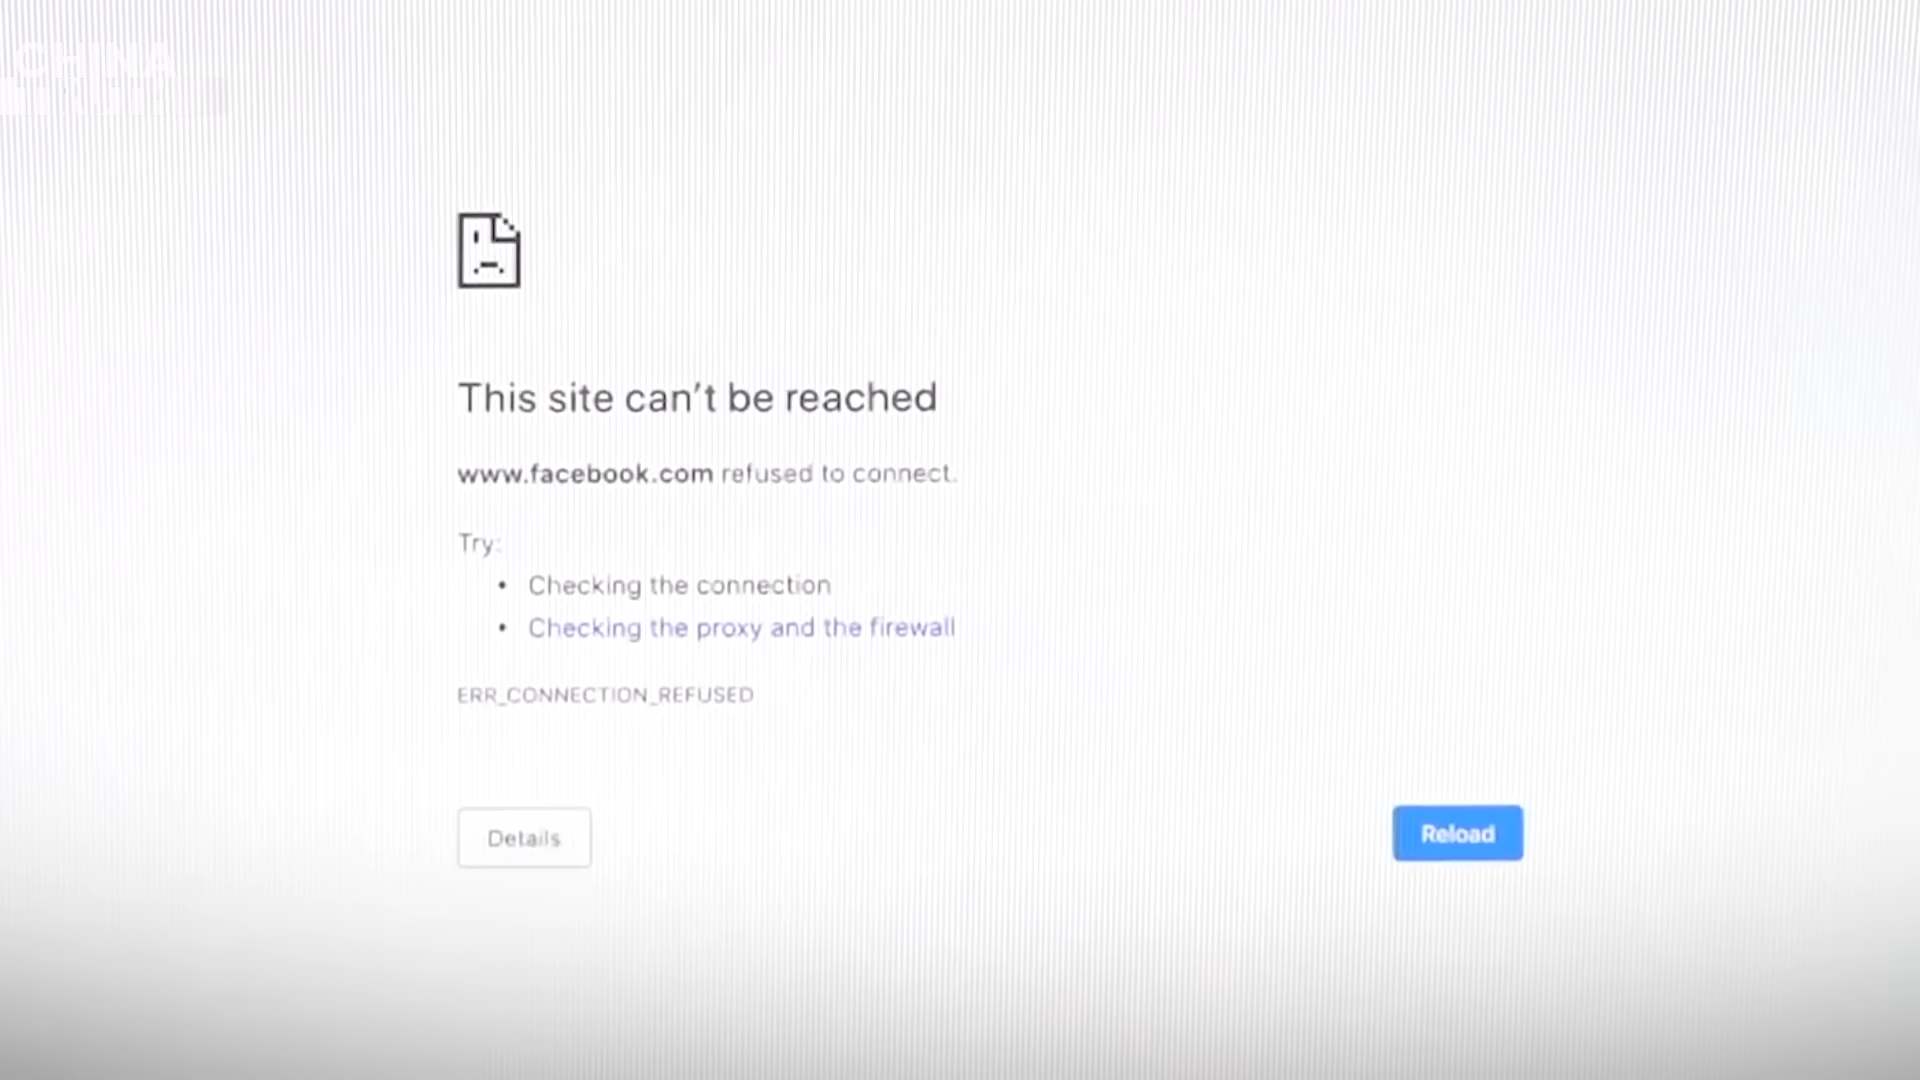 CHINA
This site can't be reached
www.facebook.com refused to connect.
Try:
• Checking the connection
• Checking the proxy and the firewall
ERR_CONNECTION_REFUSED
Details
Reload